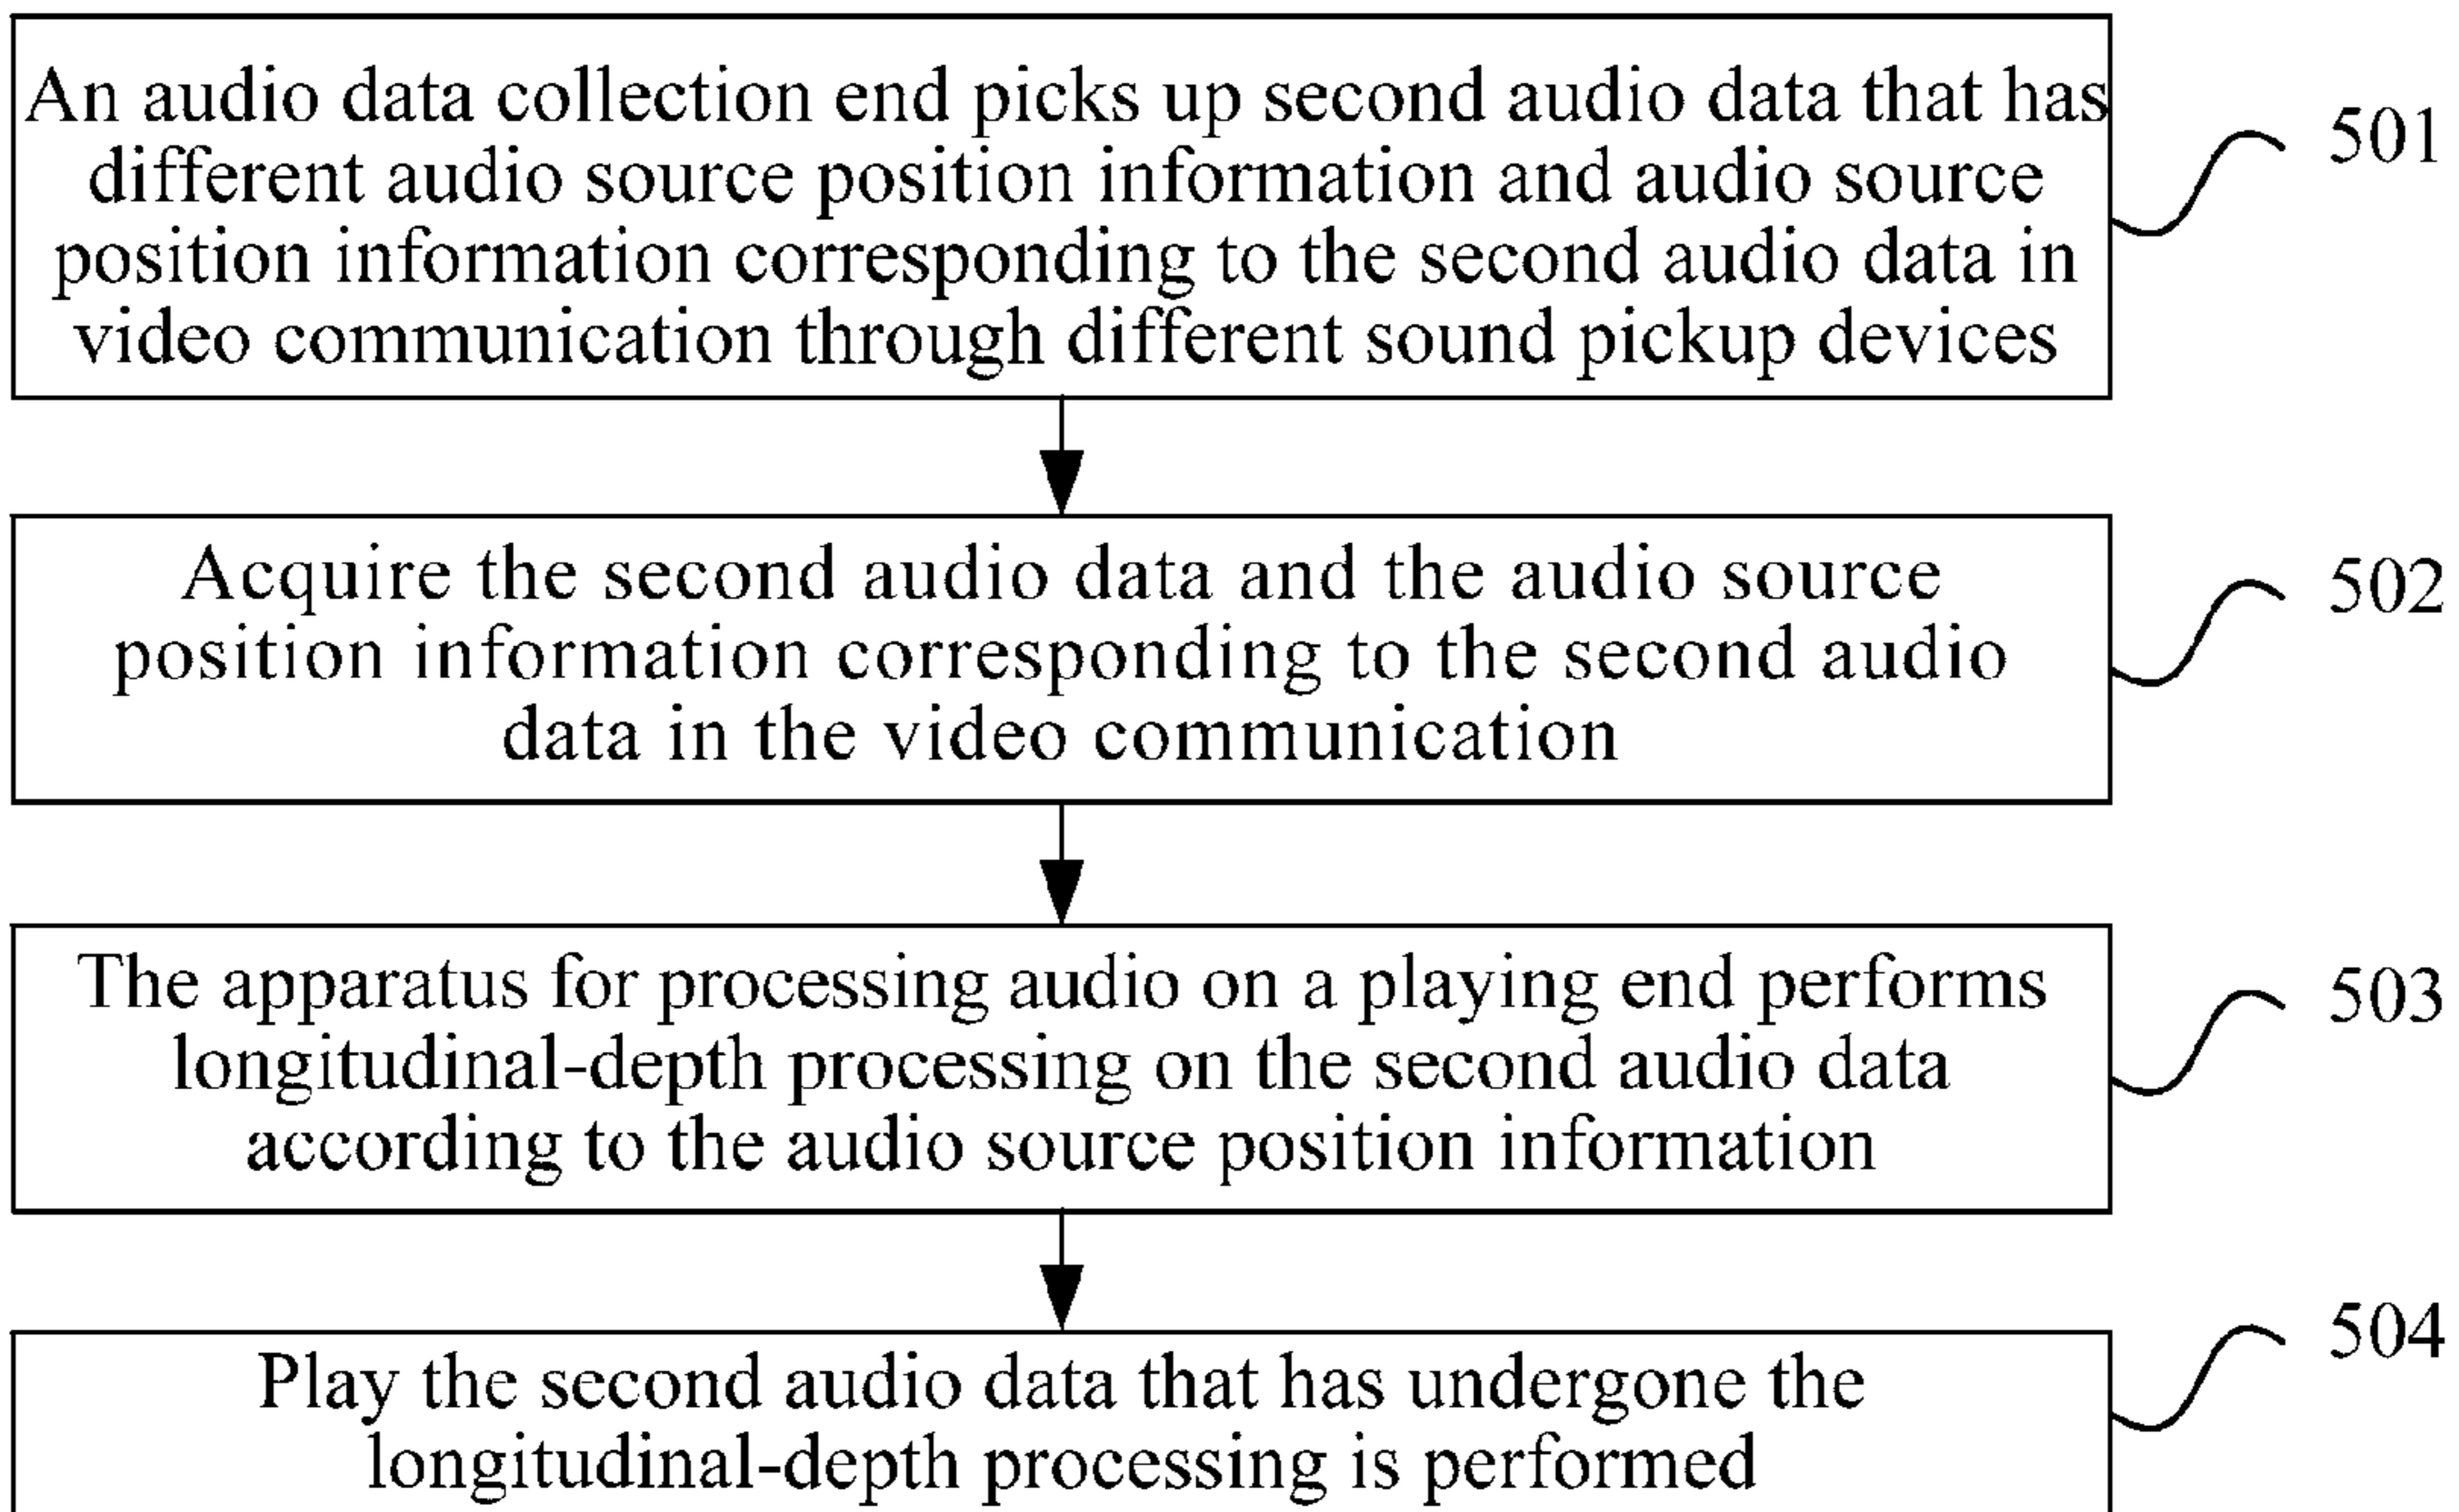 An audio data collection end picks up second audio data that has
different audio source position information and audio source
position information corresponding to the second audio data in
video communication through different sound pickup devices
501
Acquire the second audio data and the audio source
position information corresponding to the second audio
data in the video communication
502
The apparatus for processing audio on a playing end performs
longitudinal-depth processing on the second audio data
according to the audio source position information
503
Play the second audio data that has undergone the
longitudinal-depth processing is performed
504